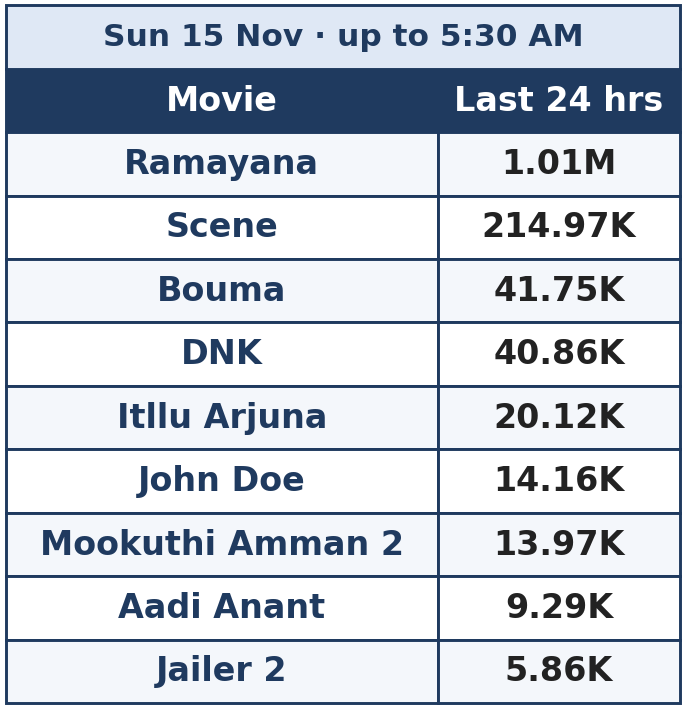 Sun 15 Nov · up to 5:30 AM
Movie Last 24 hrs
Ramayana 1.01M
Scene 214.97K
Bouma 41.75K
DNK 40.86K
Itllu Arjuna 20.12K
John Doe 14.16K
Mookuthi Amman 2 13.97K
Aadi Anant 9.29K
Jailer 2 5.86K